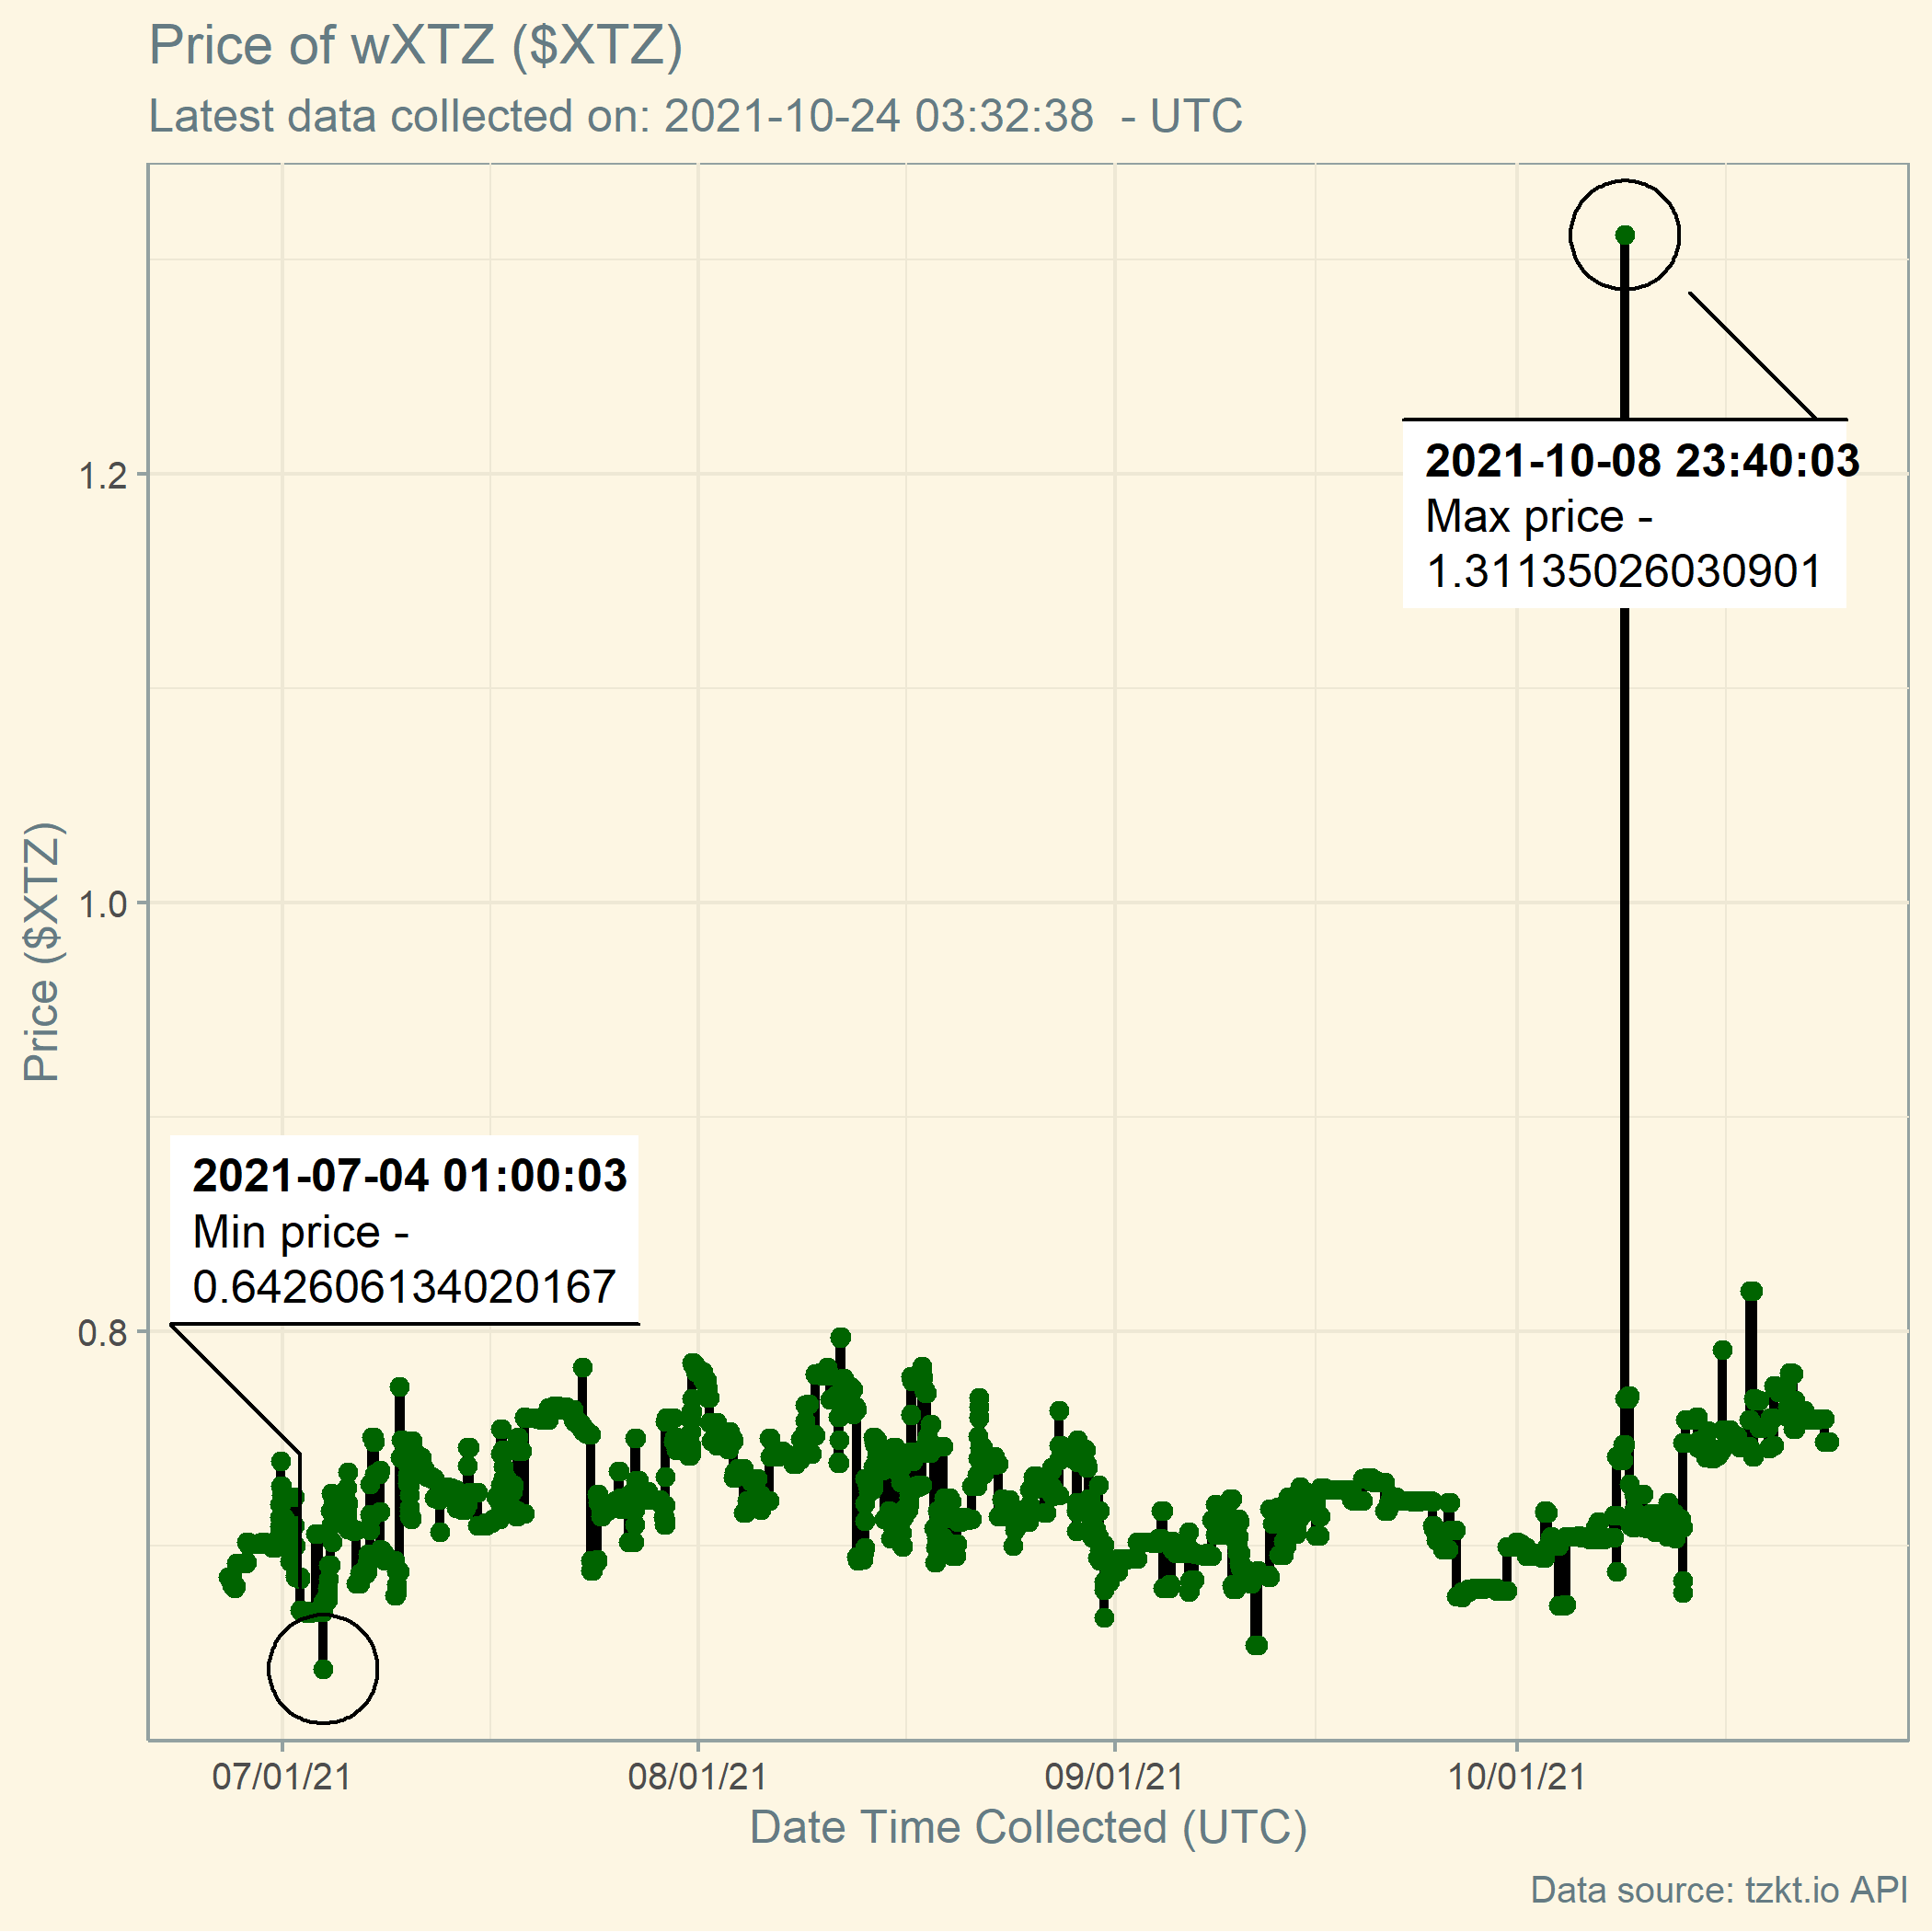 Price of wXTZ ($XTZ)
Latest data collected on: 2021-10-24 03:32:38  - UTC
2021-10-08 23:40:03
Max price -
1.31135026030901
1.2
1.0
0.8
Price ($XTZ)
2021-07-04 01:00:03
Min price -
0.642606134020167
07/01/21
08/01/21
09/01/21
10/01/21
Date Time Collected (UTC)
Data source: tzkt.io API